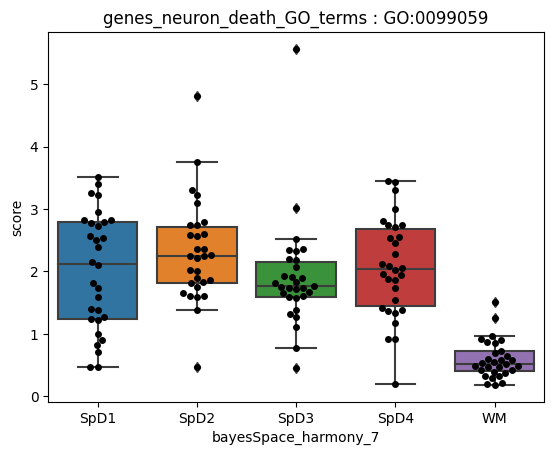 genes_neuron_death_GO_terms : GO:0099059
score
5
4
3
2
1
0
SpD1 SpD2 SpD3 SpD4 WM
bayesSpace_harmony_7